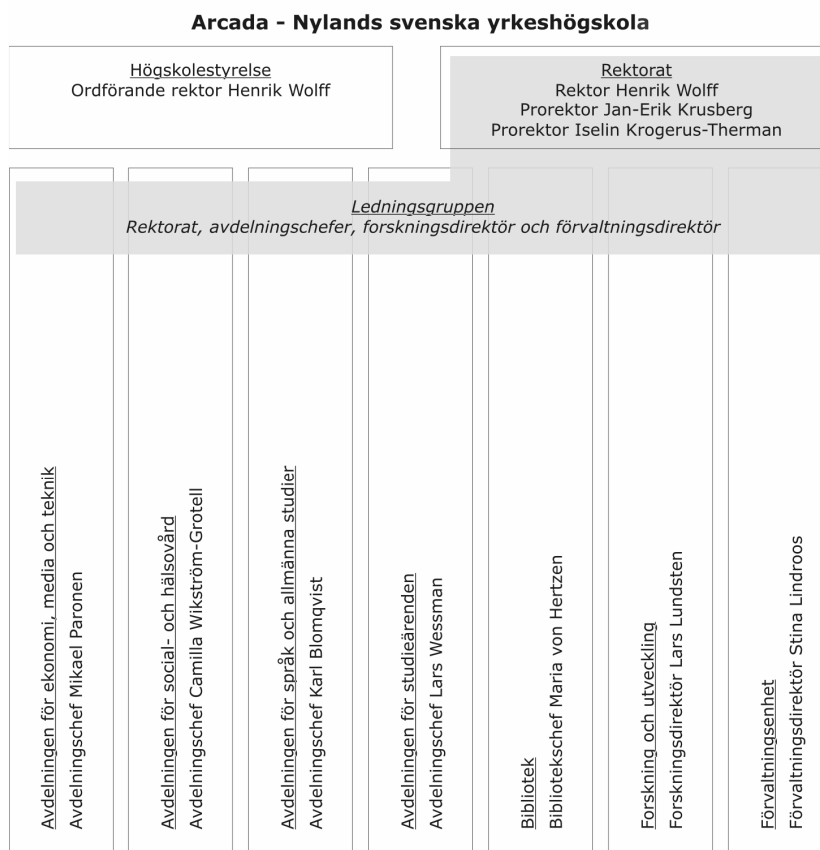 Arcada - Nylands svenska yrkeshögskola
Högskolestyrelse
Ordförande rektor Henrik Wolff
Rektorat
Rektor Henrik Wolff
Prorektor Jan-Erik Krusberg
Prorektor Iselin Krogerus-Therman
Ledningsgruppen
Rektorat, avdelningschefer, forskningsdirektör och förvaltningsdirektör
Avdelningen för ekonomi, media och teknik
Avdelningschef Mikael Paronen
Avdelningen för social- och hälsovård
Avdelningschef Camilla Wikström-Grotell
Avdelningen för språk och allmänna studier
Avdelningschef Karl Blomqvist
Avdelningen för studieärenden
Avdelningschef Lars Wessman
Bibliotek
Bibliotekschef Maria von Hertzen
Forskning och utveckling
Forskningsdirektör Lars Lundsten
Förvaltningsenhet
Förvaltningsdirektör Stina Lindroos